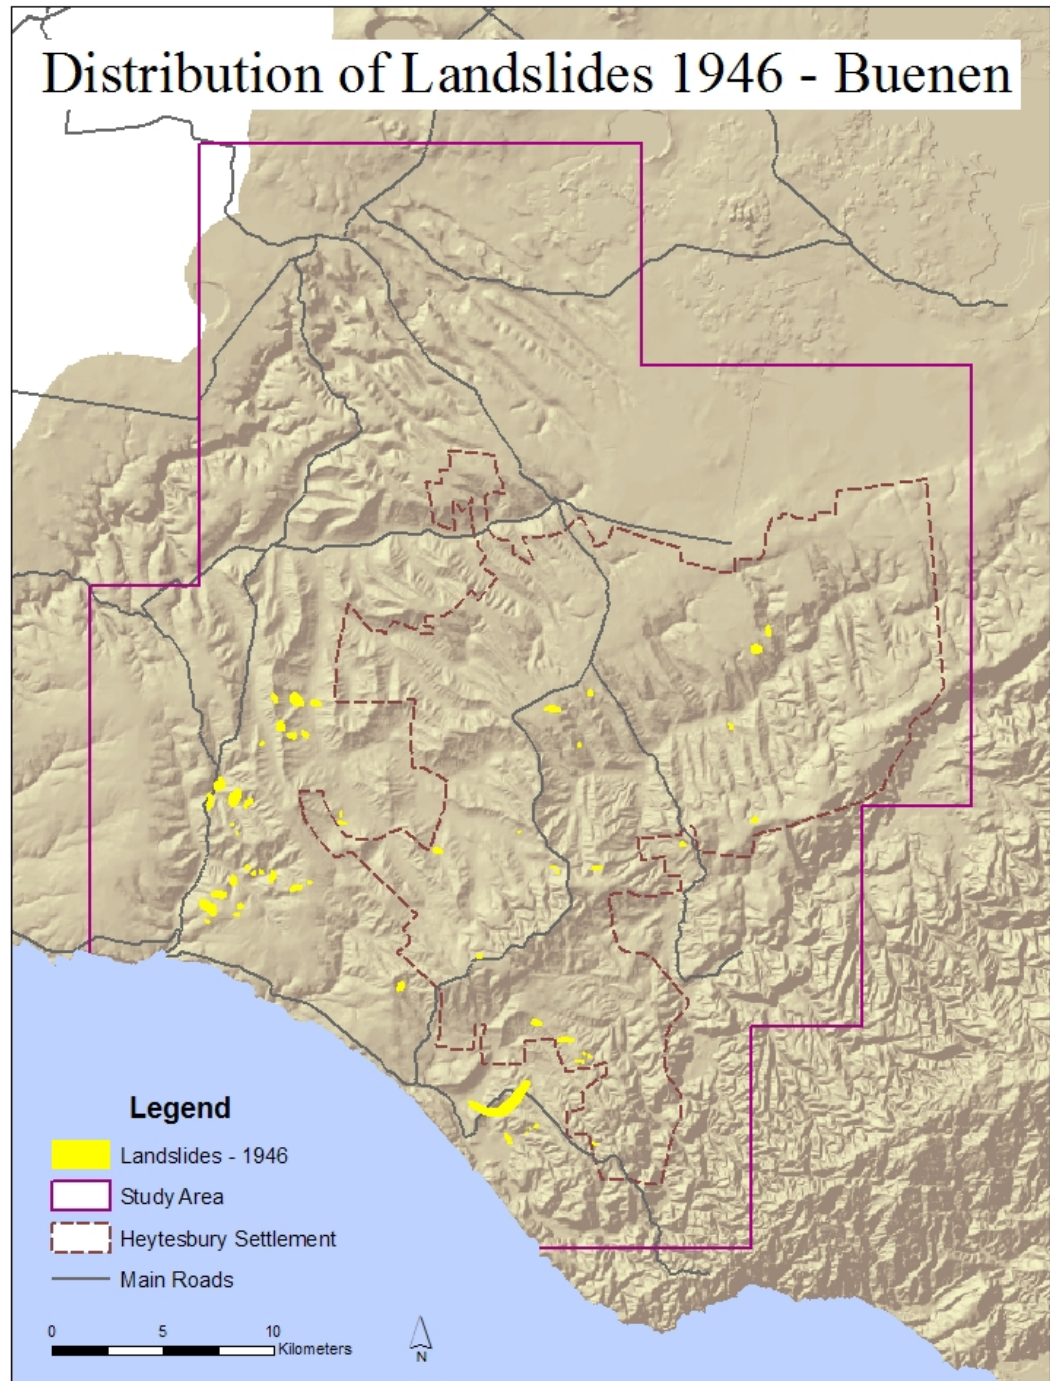 Distribution of Landslides 1946 - Buenen
Legend
Landslides - 1946
Study Area
Heytesbury Settlement
Main Roads
0 5 10
Kilometers
N